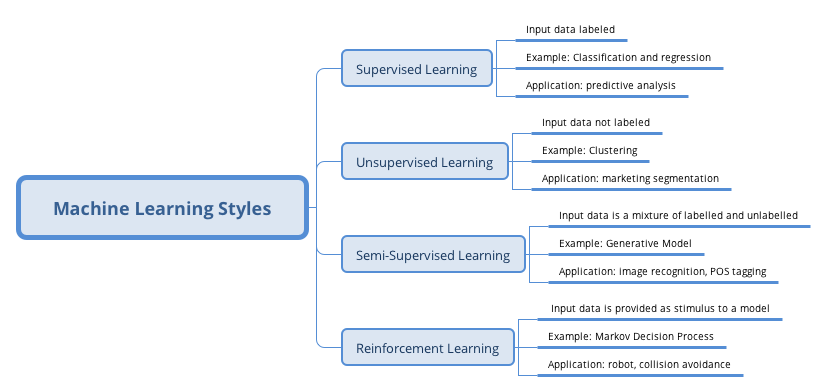 Machine Learning Styles
Supervised Learning
Input data labeled
Example: Classification and regression
Application: predictive analysis
Unsupervised Learning
Input data not labeled
Example: Clustering
Application: marketing segmentation
Semi-Supervised Learning
Input data is a mixture of labelled and unlabelled
Example: Generative Model
Application: image recognition, POS tagging
Reinforcement Learning
Input data is provided as stimulus to a model
Example: Markov Decision Process
Application: robot, collision avoidance